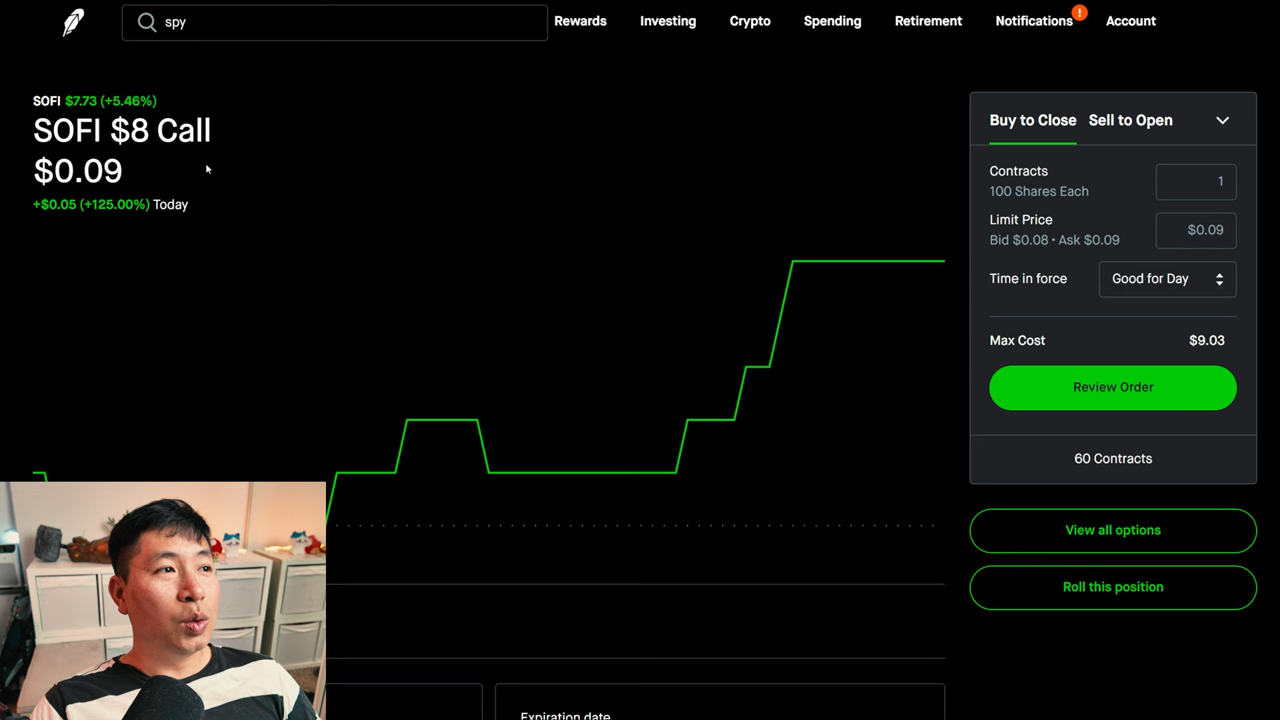 spy
Rewards
Investing
Crypto
Spending
Retirement
Notifications
!
Account
SOFI $7.73 (+5.46%)
SOFI $8 Call
$0.09
+$0.05 (+125.00%) Today
Buy to Close
Sell to Open
Contracts
100 Shares Each
1
Limit Price
Bid $0.08 • Ask $0.09
$0.09
Time in force
Good for Day
Max Cost
$9.03
Review Order
60 Contracts
View all options
Roll this position
Expiration date